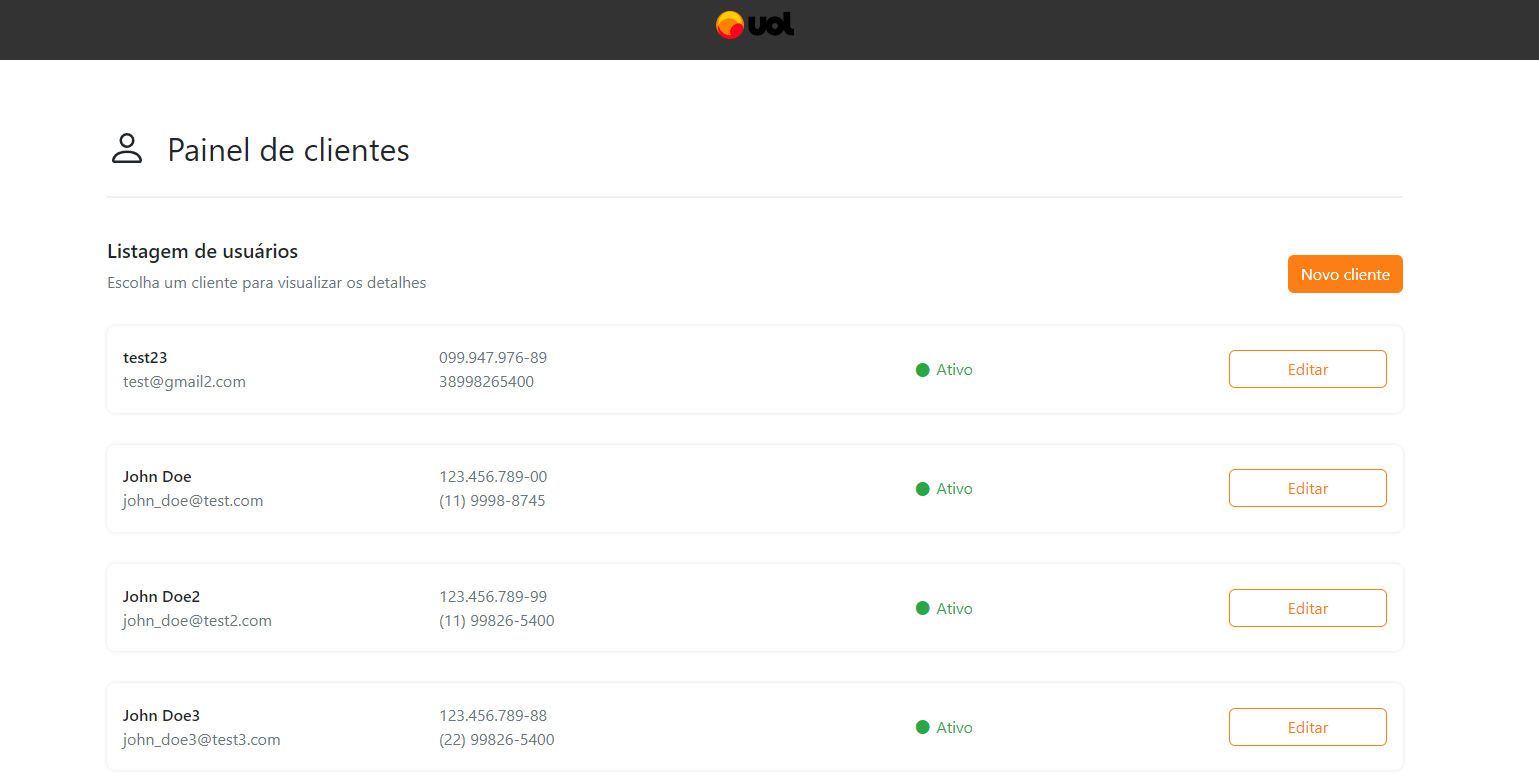 uol
Painel de clientes
Listagem de usuários
Escolha um cliente para visualizar os detalhes
Novo cliente
test23
test@gmail2.com
099.947.976-89
38998265400
Ativo
Editar
John Doe
john_doe@test.com
123.456.789-00
(11) 9998-8745
Ativo
Editar
John Doe2
john_doe@test2.com
123.456.789-99
(11) 99826-5400
Ativo
Editar
John Doe3
john_doe3@test3.com
123.456.789-88
(22) 99826-5400
Ativo
Editar